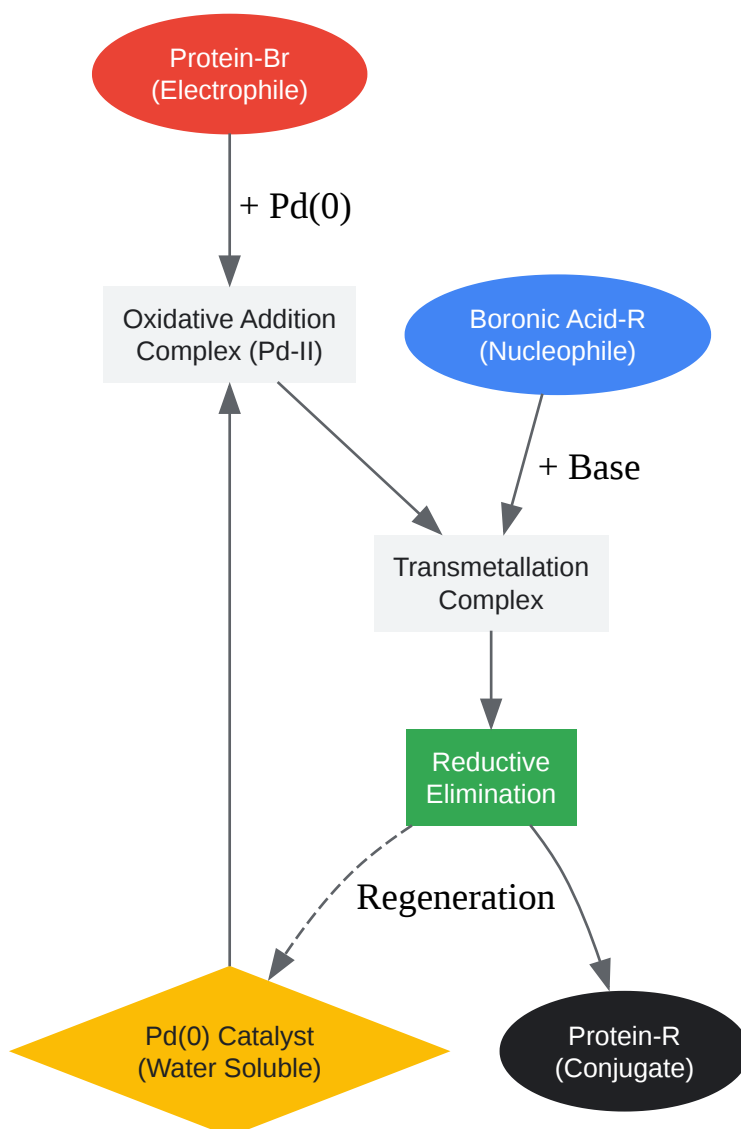 Protein-Br
(Electrophile)
+ Pd(0)
Oxidative Addition
Complex (Pd-II)
Boronic Acid-R
(Nucleophile)
+ Base
Transmetallation
Complex
Reductive
Elimination
Regeneration
Pd(0) Catalyst
(Water Soluble)
Protein-R
(Conjugate)